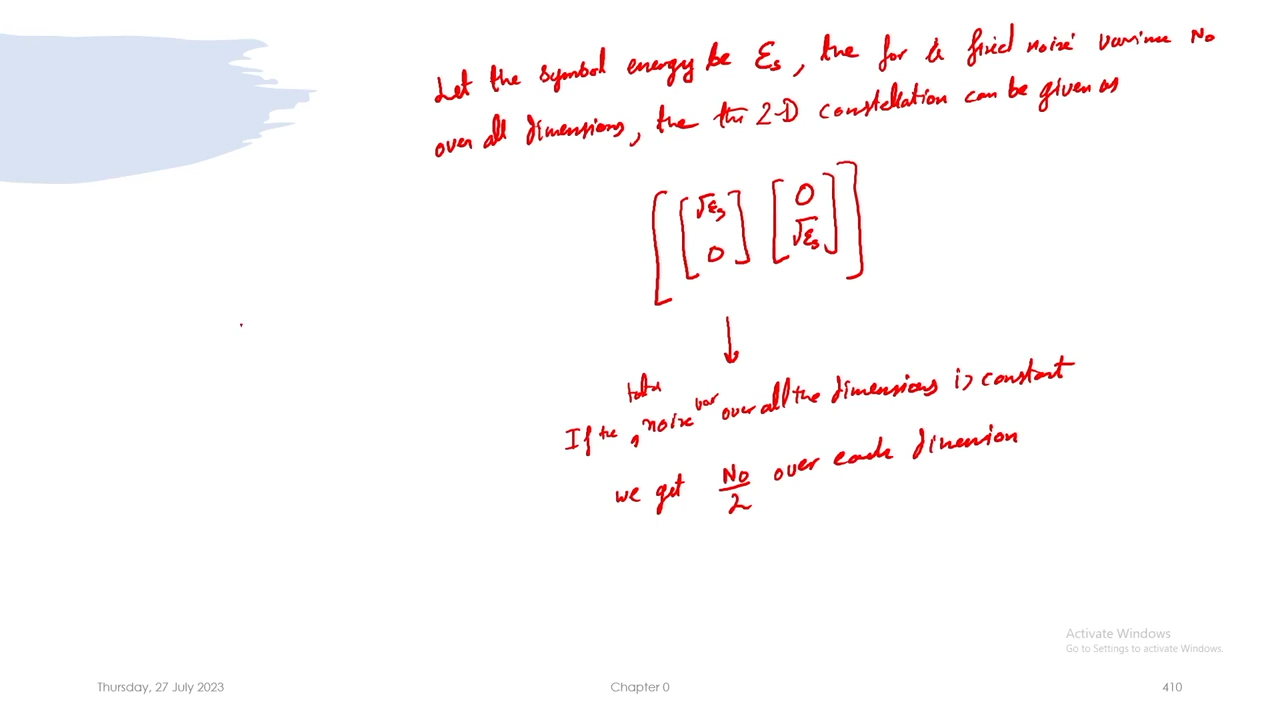 Let the symbol energy be Es, the for a fixed noise variance No
over all dimensions, the the 2-D constellation can be given as
[ [ √Es 0 ] [ 0 √Es ] ]
↓
If the total noise var over all the dimensions is constant
we get No/2 over each dimension
Activate Windows
Go to Settings to activate Windows.
Thursday, 27 July 2023 Chapter 0 410